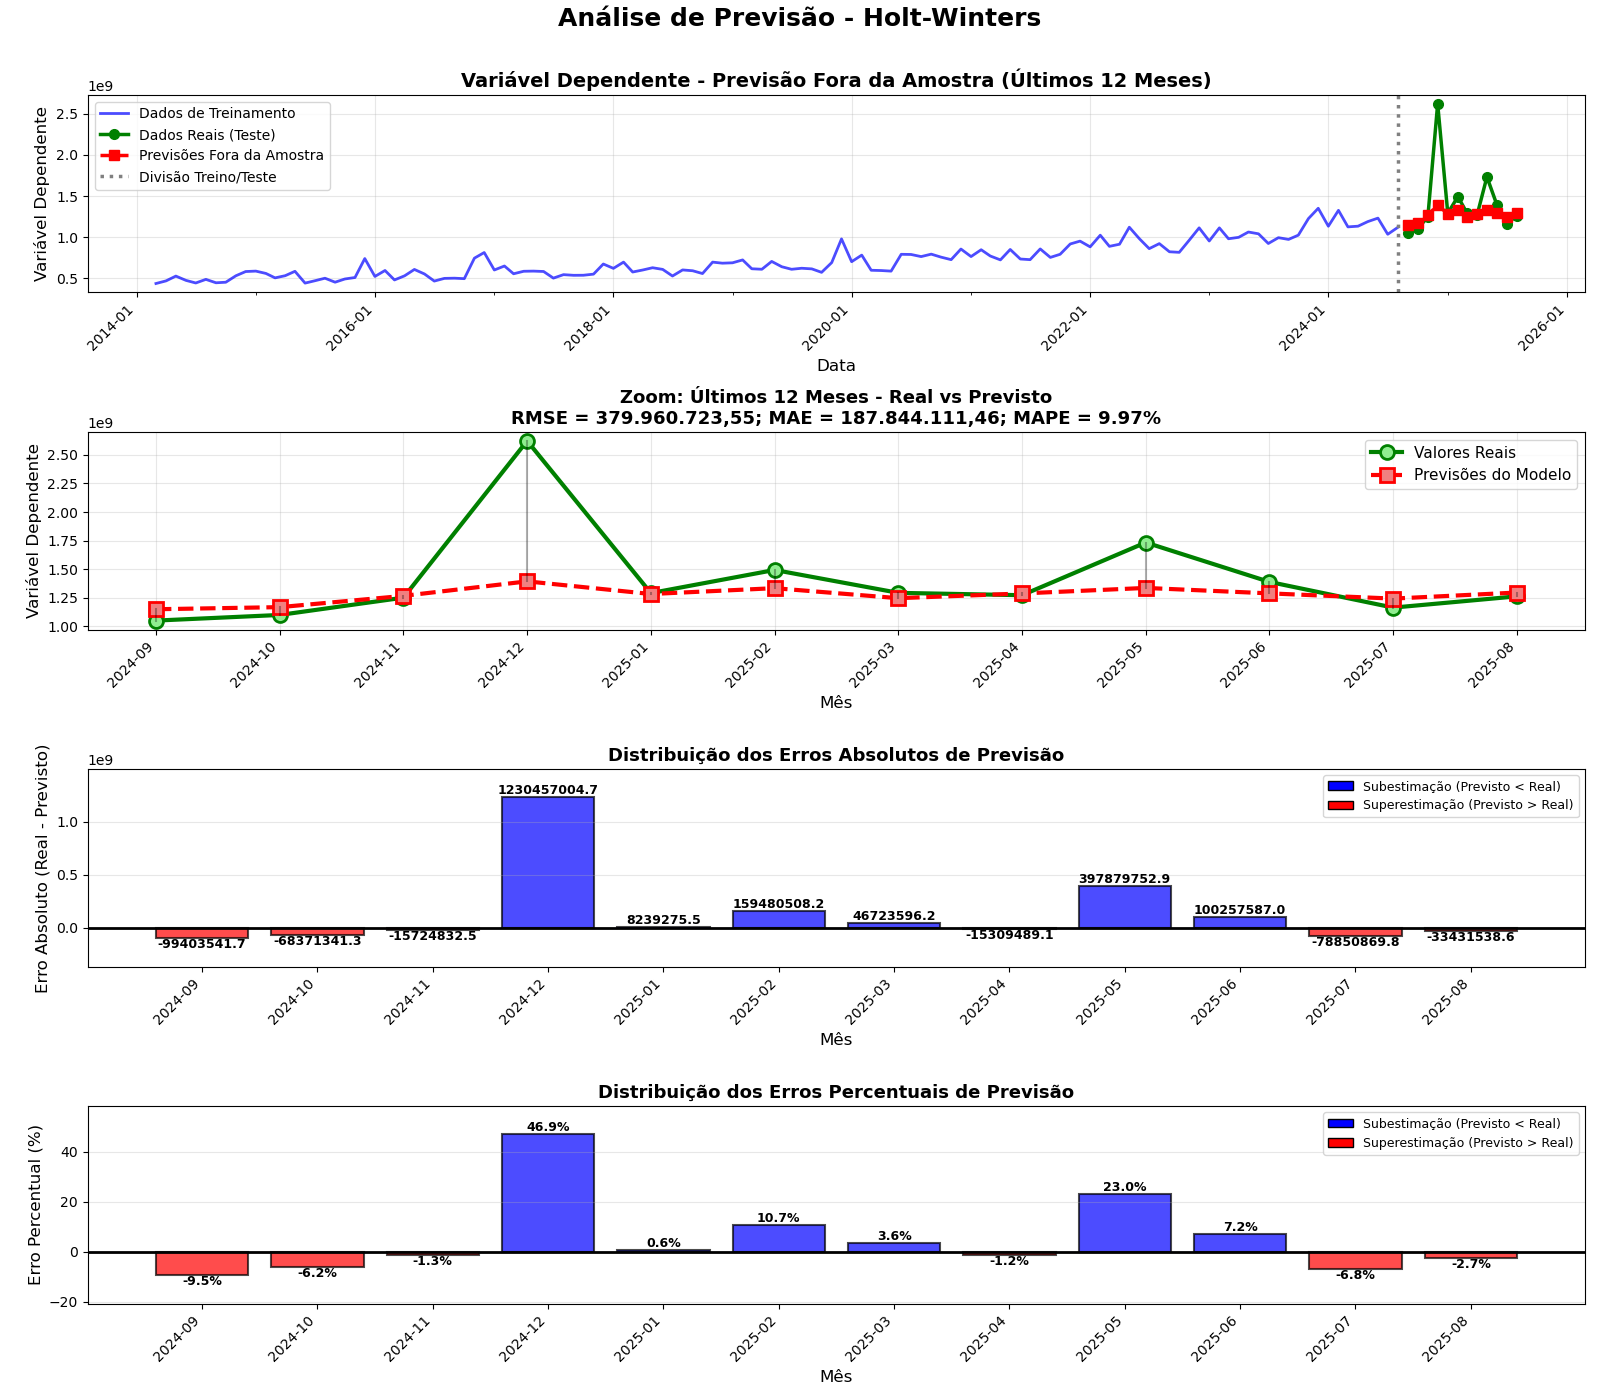 Análise de Previsão - Holt-Winters
Variável Dependente - Previsão Fora da Amostra (Últimos 12 Meses)
1e9
Variável Dependente
2.5
2.0
1.5
1.0
0.5
Dados de Treinamento
Dados Reais (Teste)
Previsões Fora da Amostra
Divisão Treino/Teste
2014-01 2016-01 2018-01 2020-01 2022-01 2024-01 2026-01
Data
Zoom: Últimos 12 Meses - Real vs Previsto
RMSE = 379.960.723,55; MAE = 187.844.111,46; MAPE = 9.97%
1e9
Variável Dependente
2.50
2.25
2.00
1.75
1.50
1.25
1.00
Valores Reais
Previsões do Modelo
2024-09 2024-10 2024-11 2024-12 2025-01 2025-02 2025-03 2025-04 2025-05 2025-06 2025-07 2025-08
Mês
Distribuição dos Erros Absolutos de Previsão
1e9
Erro Absoluto (Real - Previsto)
1.0
0.5
0.0
Subestimação (Previsto < Real)
Superestimação (Previsto > Real)
-99403541.7 -68371341.3 -15724832.5 1230457004.7 8239275.5 159480508.2 46723596.2 -15309489.1 397879752.9 100257587.0 -78850869.8 -33431538.6
2024-09 2024-10 2024-11 2024-12 2025-01 2025-02 2025-03 2025-04 2025-05 2025-06 2025-07 2025-08
Mês
Distribuição dos Erros Percentuais de Previsão
Erro Percentual (%)
40
20
0
−20
Subestimação (Previsto < Real)
Superestimação (Previsto > Real)
-9.5% -6.2% -1.3% 46.9% 0.6% 10.7% 3.6% -1.2% 23.0% 7.2% -6.8% -2.7%
2024-09 2024-10 2024-11 2024-12 2025-01 2025-02 2025-03 2025-04 2025-05 2025-06 2025-07 2025-08
Mês